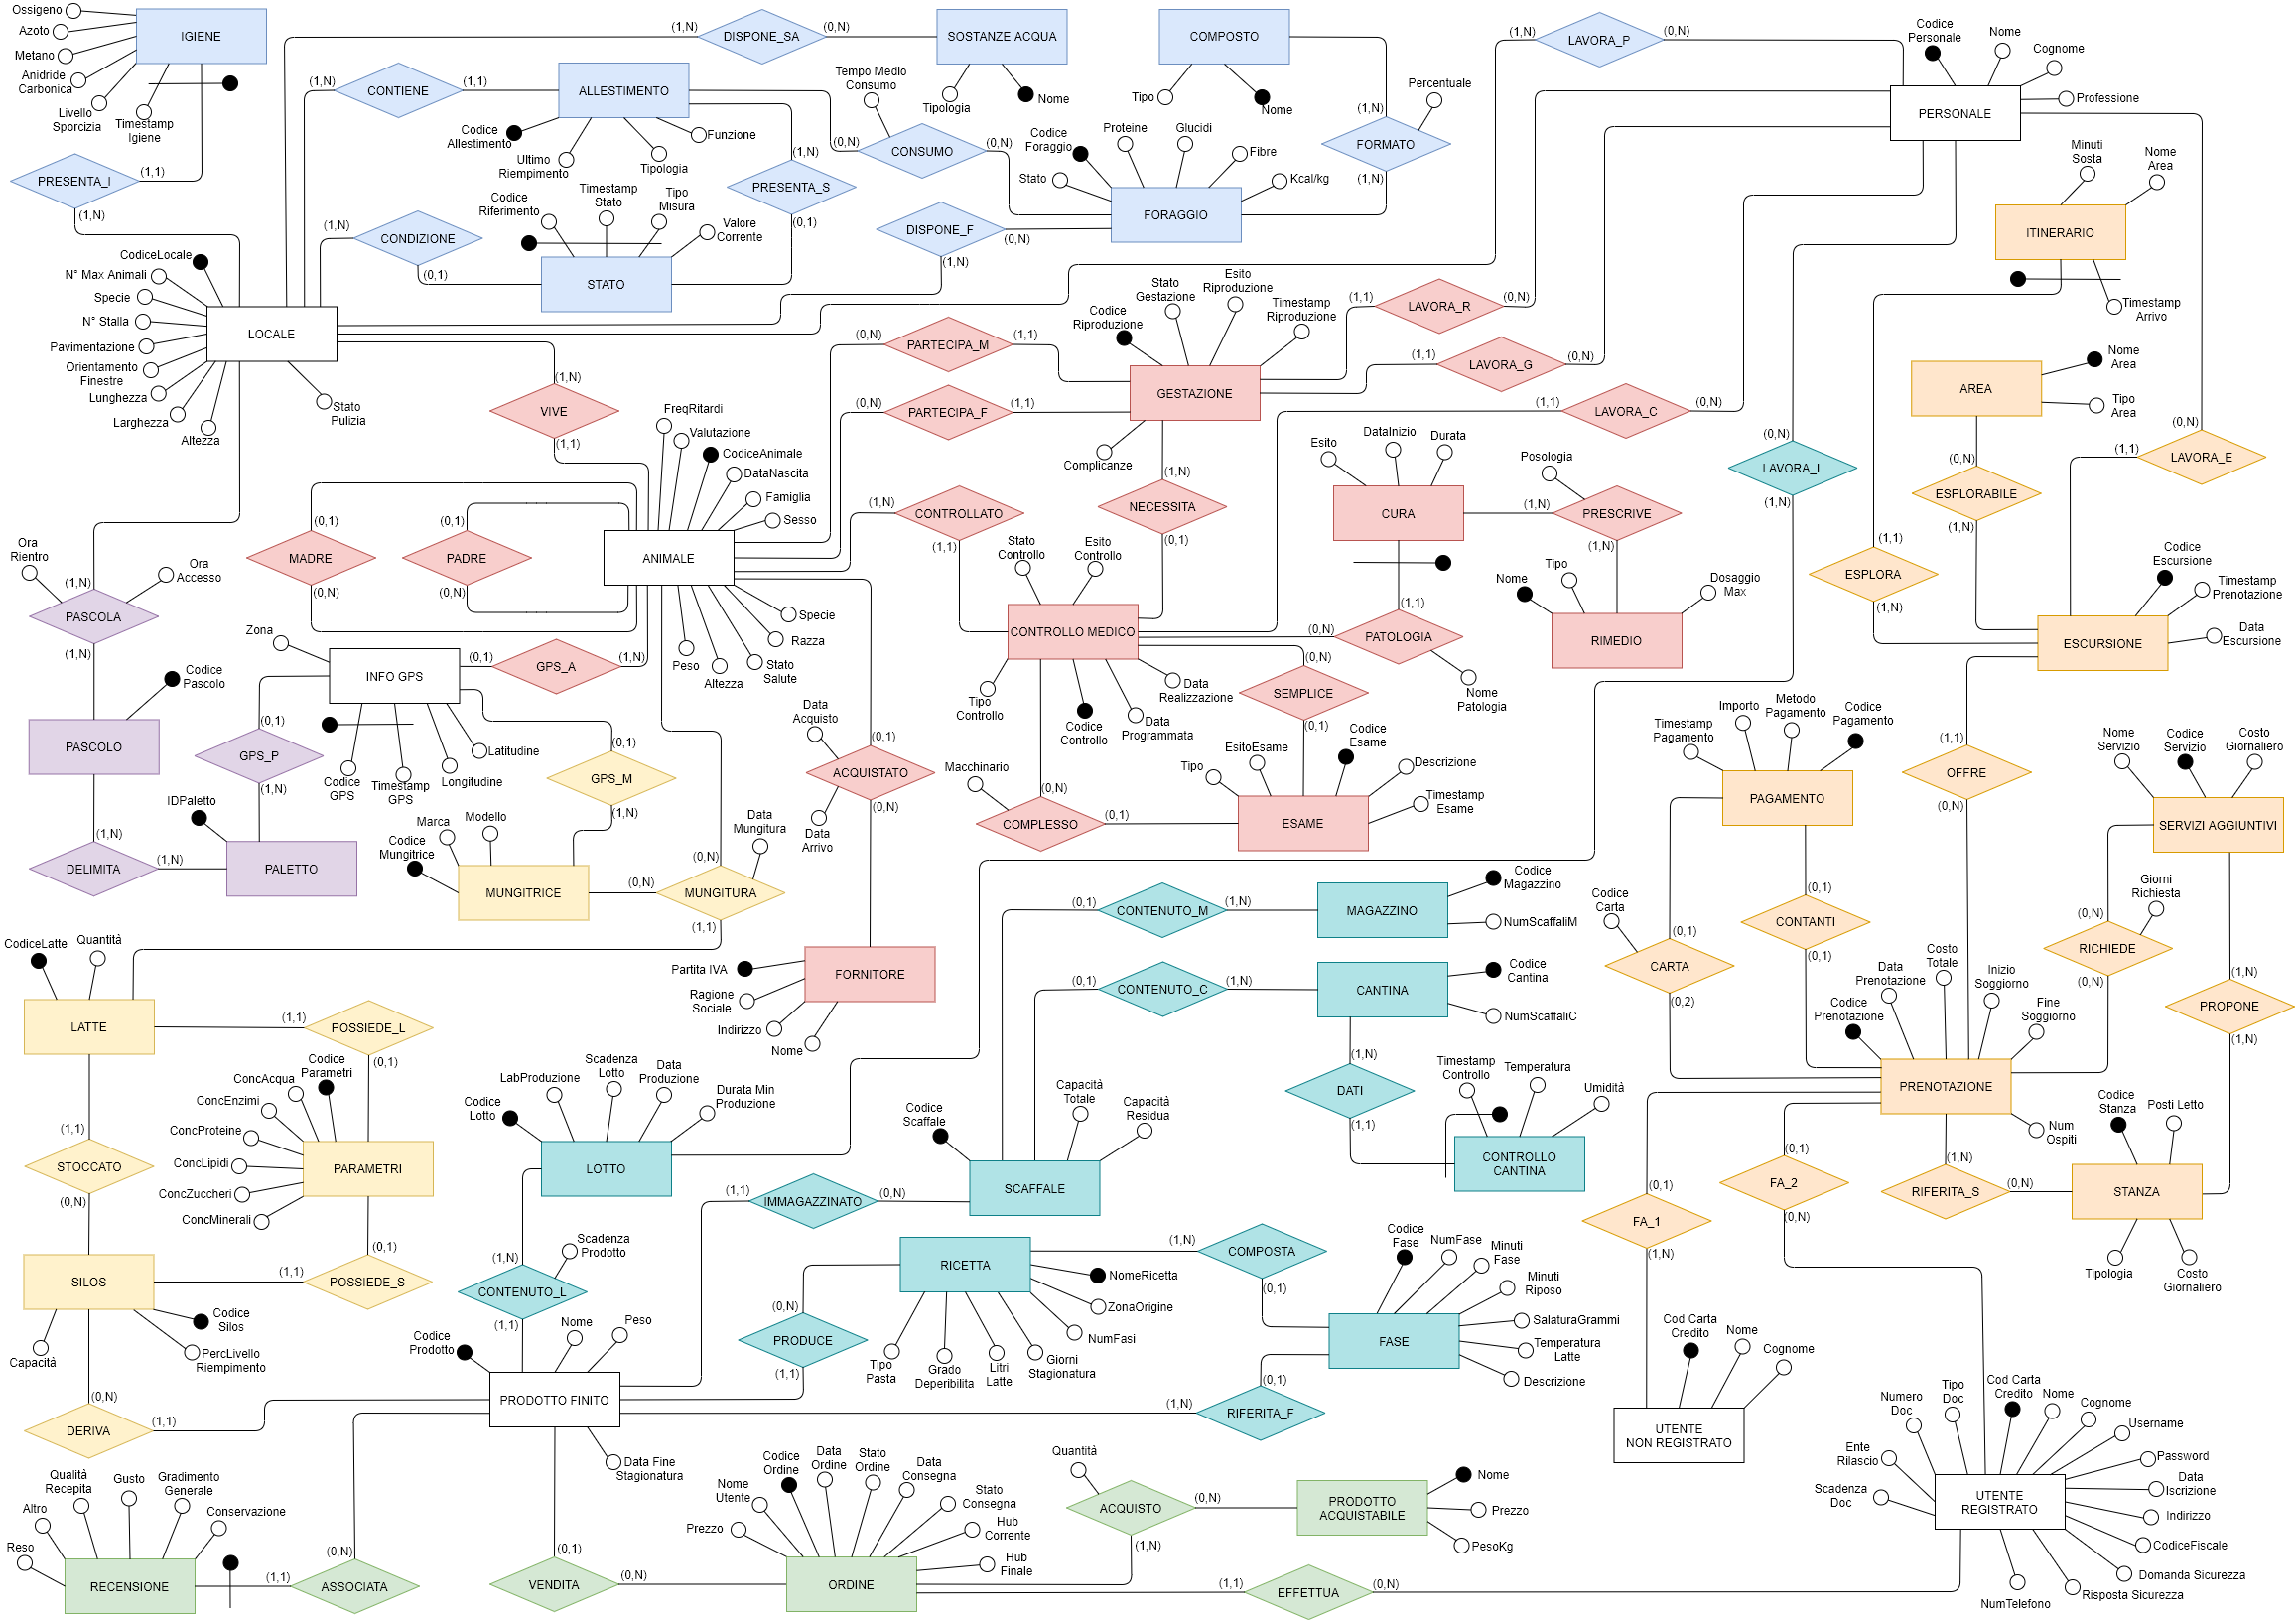 Ossigeno
Azoto
Metano
Anidride
Carbonica
Livello
Sporcizia
Timestamp
Igiene
IGIENE
PRESENTA_I
(1,1)
(1,N)
(1,N)
DISPONE_SA
(0,N)
SOSTANZE ACQUA
Tipologia
Nome
COMPOSTO
Tipo
Nome
(1,N)
CONTIENE
(1,1)
ALLESTIMENTO
Codice
Allestimento
Ultimo
Riempimento
Tipologia
Funzione
Tempo Medio
Consumo
(0,N)
CONSUMO
(0,N)
(1,N)
PRESENTA_S
(0,1)
Codice
Foraggio
Proteine
Glucidi
Fibre
Kcal/kg
Stato
FORAGGIO
Percentuale
(1,N)
FORMATO
(1,N)
(1,N)
CONDIZIONE
(0,1)
Codice
Riferimento
Timestamp
Stato
Tipo
Misura
Valore
Corrente
STATO
DISPONE_F
(0,N)
(1,N)
(1,N)
LAVORA_P
(0,N)
Codice
Personale
Nome
Cognome
Professione
PERSONALE
Minuti
Sosta
Nome
Area
ITINERARIO
Timestamp
Arrivo
CodiceLocale
N° Max Animali
Specie
N° Stalla
Pavimentazione
Orientamento
Finestre
Lunghezza
Larghezza
Altezza
Stato
Pulizia
LOCALE
(1,N)
VIVE
(1,1)
(0,N)
PARTECIPA_M
(1,1)
(0,N)
PARTECIPA_F
(1,1)
Codice
Riproduzione
Stato
Gestazione
Esito
Riproduzione
Timestamp
Riproduzione
GESTAZIONE
Complicanze
(1,1)
LAVORA_R
(0,N)
(1,1)
LAVORA_G
(0,N)
(1,1)
LAVORA_C
(0,N)
(0,N)
LAVORA_L
(1,N)
AREA
Nome
Area
Tipo
Area
(0,N)
ESPLORABILE
(1,N)
(0,N)
LAVORA_E
(1,1)
(1,1)
ESPLORA
(1,N)
Codice
Escursione
Timestamp
Prenotazione
Data
Escursione
ESCURSIONE
FreqRitardi
Valutazione
CodiceAnimale
DataNascita
Famiglia
Sesso
ANIMALE
Specie
Razza
Stato
Salute
Altezza
Peso
(0,1)
MADRE
(0,N)
(0,1)
PADRE
(0,N)
(1,N)
CONTROLLATO
(1,1)
(1,N)
NECESSITA
(0,1)
Esito
DataInizio
Durata
CURA
Posologia
(1,N)
PRESCRIVE
(1,N)
Nome
Tipo
Dosaggio
Max
RIMEDIO
(1,1)
PATOLOGIA
(0,N)
Nome
Patologia
Stato
Controllo
Esito
Controllo
CONTROLLO MEDICO
Tipo
Controllo
Codice
Controllo
Data
Programmata
Data
Realizzazione
(0,N)
SEMPLICE
(0,1)
(0,N)
COMPLESSO
(0,1)
Macchinario
Tipo
EsitoEsame
Codice
Esame
Descrizione
Timestamp
Esame
ESAME
Ora
Rientro
Ora
Accesso
(1,N)
PASCOLA
(1,N)
Codice
Pascolo
PASCOLO
(1,N)
DELIMITA
(1,N)
IDPaletto
PALETTO
(0,1)
GPS_P
(1,N)
Zona
INFO GPS
(0,1)
GPS_A
(1,N)
Codice
GPS
Timestamp
GPS
Longitudine
Latitudine
(0,1)
GPS_M
(1,N)
Codice
Mungitrice
Marca
Modello
MUNGITRICE
(0,N)
MUNGITURA
(0,N)
(1,1)
Data
Mungitura
Data
Acquisto
(0,1)
ACQUISTATO
(0,N)
Data
Arrivo
Partita IVA
Ragione
Sociale
Indirizzo
Nome
FORNITORE
CodiceLatte
Quantità
LATTE
(1,1)
POSSIEDE_L
(0,1)
Codice
Parametri
ConcAcqua
ConcEnzimi
ConcProteine
ConcLipidi
ConcZuccheri
ConcMinerali
PARAMETRI
(0,1)
POSSIEDE_S
(1,1)
(1,1)
STOCCATO
(0,N)
SILOS
Capacità
Codice
Silos
PercLivello
Riempimento
(0,N)
DERIVA
(1,1)
(0,1)
CONTENUTO_M
(1,N)
MAGAZZINO
Codice
Magazzino
NumScaffaliM
(0,1)
CONTENUTO_C
(1,N)
CANTINA
Codice
Cantina
NumScaffaliC
(1,N)
DATI
(1,1)
Timestamp
Controllo
Temperatura
Umidità
CONTROLLO
CANTINA
Codice
Lotto
LabProduzione
Scadenza
Lotto
Data
Produzione
Durata Min
Produzione
LOTTO
Codice
Scaffale
Capacità
Totale
Capacità
Residua
SCAFFALE
(1,1)
IMMAGAZZINATO
(0,N)
(1,N)
CONTENUTO_L
(1,1)
Scadenza
Prodotto
RICETTA
NomeRicetta
ZonaOrigine
NumFasi
Giorni
Stagionatura
Litri
Latte
Grado
Deperibilita
Tipo
Pasta
(0,N)
PRODUCE
(1,1)
(1,N)
COMPOSTA
(0,1)
Codice
Fase
NumFase
Minuti
Fase
Minuti
Riposo
SalaturaGrammi
Temperatura
Latte
Descrizione
FASE
(0,1)
RIFERITA_F
(1,N)
Codice
Prodotto
Nome
Peso
PRODOTTO FINITO
Data Fine
Stagionatura
Timestamp
Pagamento
Importo
Metodo
Pagamento
Codice
Pagamento
PAGAMENTO
(1,1)
OFFRE
(0,N)
Nome
Servizio
Codice
Servizio
Costo
Giornaliero
SERVIZI AGGIUNTIVI
Codice
Carta
(0,1)
CARTA
(0,2)
(0,1)
CONTANTI
(0,1)
(0,N)
RICHIEDE
(0,N)
Giorni
Richiesta
(1,N)
PROPONE
(1,N)
Codice
Prenotazione
Data
Prenotazione
Costo
Totale
Inizio
Soggiorno
Fine
Soggiorno
PRENOTAZIONE
Num
Ospiti
(0,1)
FA_1
(1,N)
(0,1)
FA_2
(0,N)
(1,N)
RIFERITA_S
(0,N)
Codice
Stanza
Posti Letto
STANZA
Tipologia
Costo
Giornaliero
Cod Carta
Credito
Nome
Cognome
UTENTE
NON REGISTRATO
Scadenza
Doc
Ente
Rilascio
Numero
Doc
Tipo
Doc
Cod Carta
Credito
Nome
Cognome
Username
Password
Data
Iscrizione
Indirizzo
CodiceFiscale
Domanda Sicurezza
Risposta Sicurezza
NumTelefono
UTENTE
REGISTRATO
Reso
Altro
Qualità
Recepita
Gusto
Gradimento
Generale
Conservazione
RECENSIONE
(1,1)
ASSOCIATA
(0,N)
(0,1)
VENDITA
(0,N)
Prezzo
Nome
Utente
Codice
Ordine
Data
Ordine
Stato
Ordine
Data
Consegna
Stato
Consegna
Hub
Corrente
Hub
Finale
ORDINE
Quantità
ACQUISTO
(0,N)
(1,N)
PRODOTTO
ACQUISTABILE
Nome
Prezzo
PesoKg
(1,1)
EFFETTUA
(0,N)